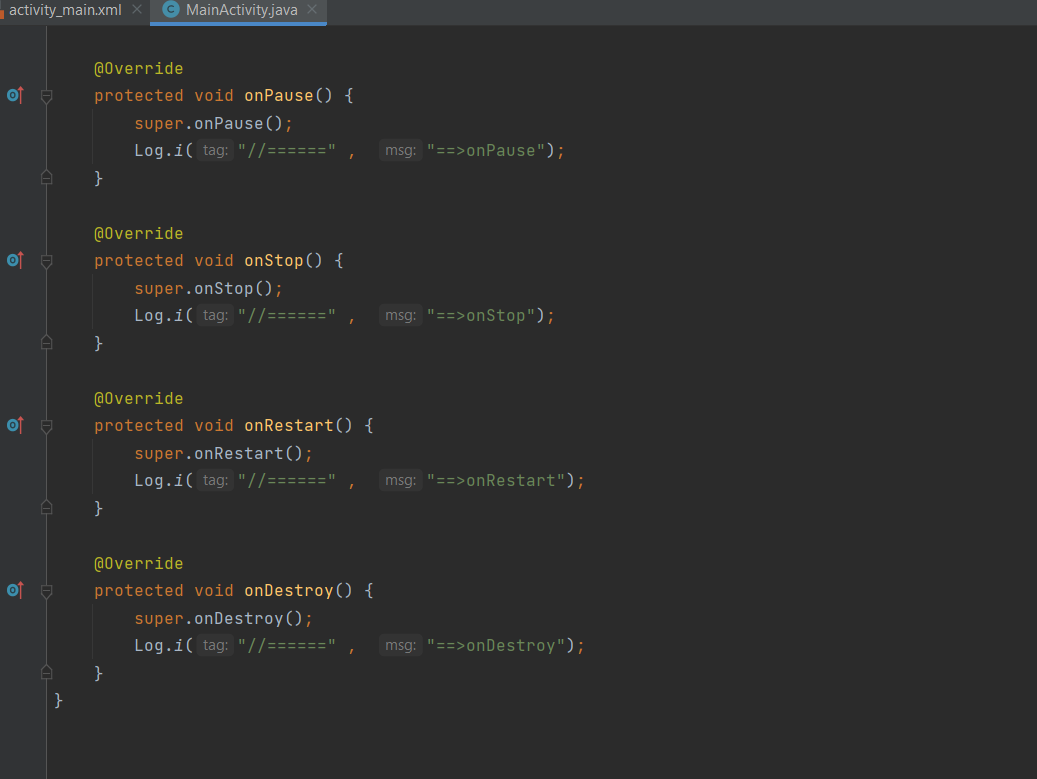 activity_main.xml MainActivity.java
@Override
protected void onPause() {
super.onPause();
Log.i( tag: "//======" , msg: "==>onPause");
}
@Override
protected void onStop() {
super.onStop();
Log.i( tag: "//======" , msg: "==>onStop");
}
@Override
protected void onRestart() {
super.onRestart();
Log.i( tag: "//======" , msg: "==>onRestart");
}
@Override
protected void onDestroy() {
super.onDestroy();
Log.i( tag: "//======" , msg: "==>onDestroy");
}
}